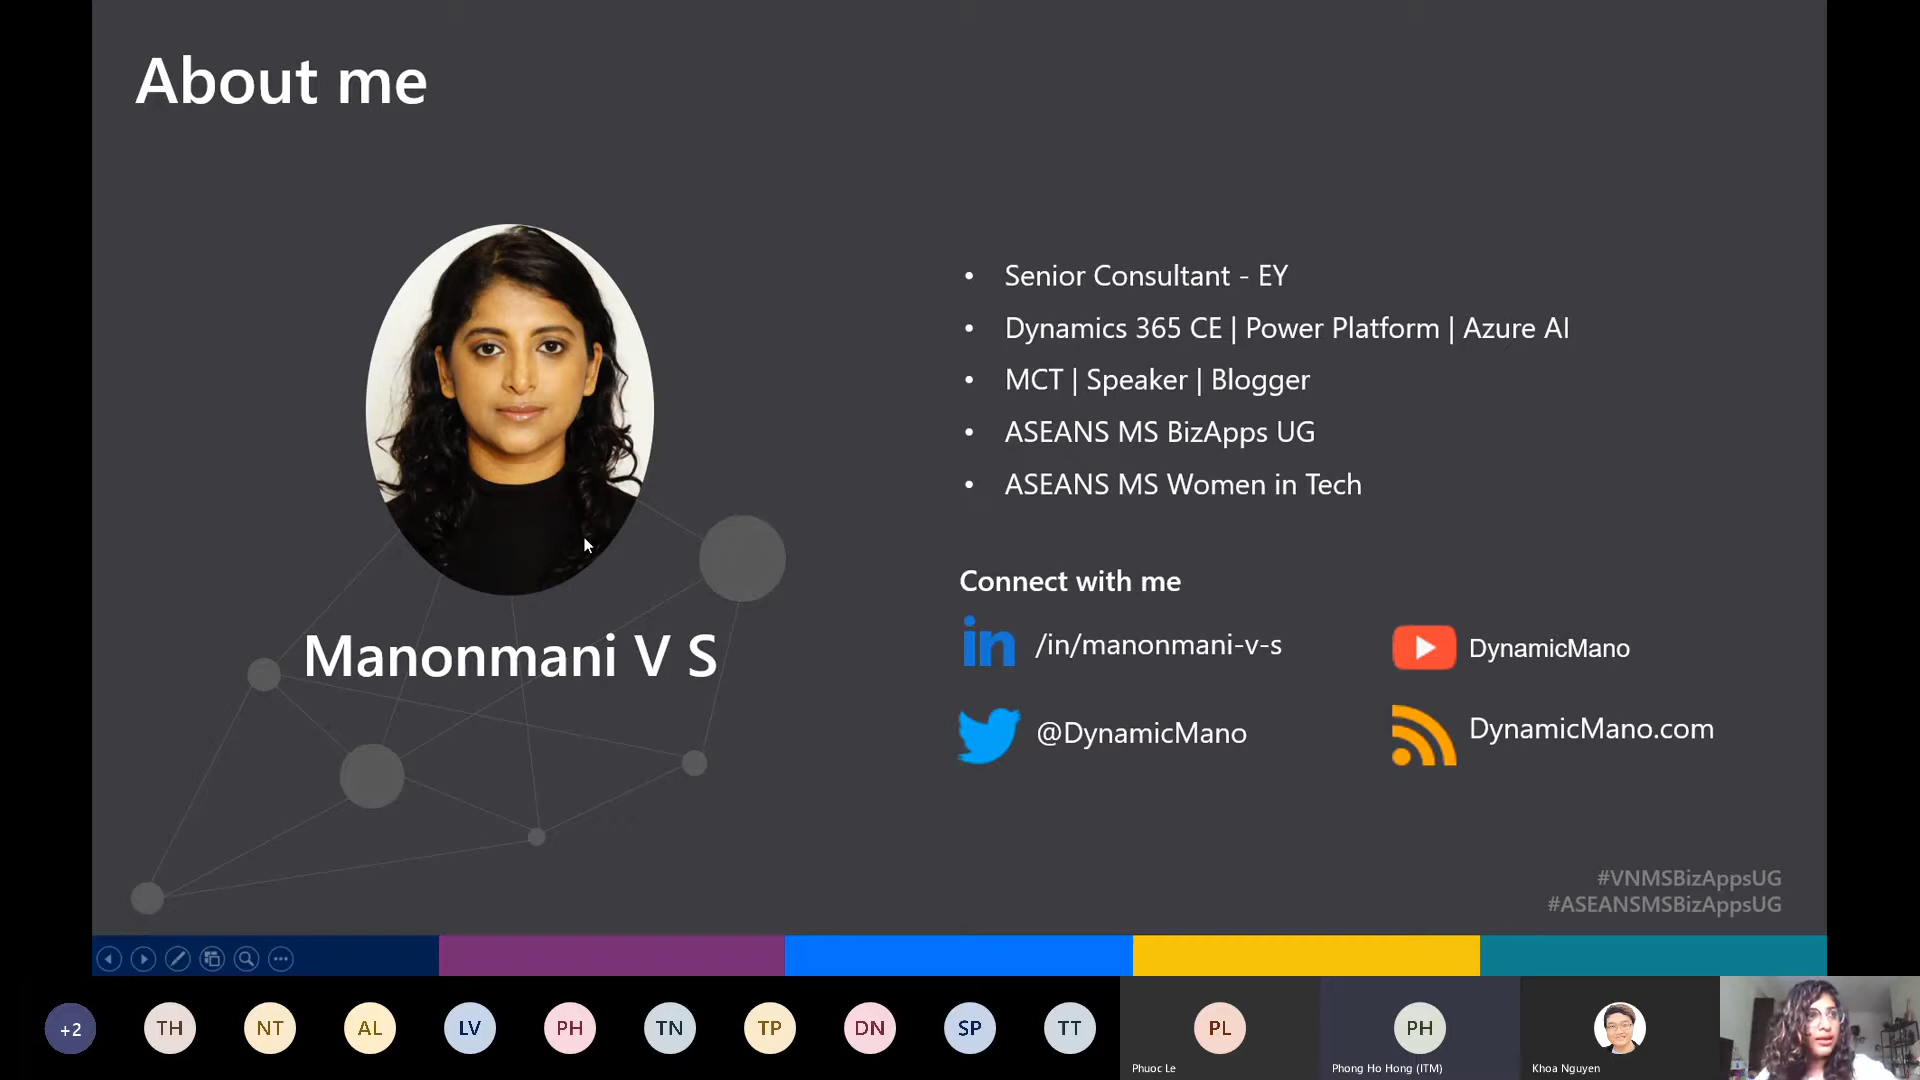 About me
Manonmani V S
• Senior Consultant - EY
• Dynamics 365 CE | Power Platform | Azure AI
• MCT | Speaker | Blogger
• ASEANS MS BizApps UG
• ASEANS MS Women in Tech
Connect with me
in /in/manonmani-v-s
DynamicMano
@DynamicMano
DynamicMano.com
#VNMSBizAppsUG
#ASEANSMSBizAppsUG
+2
TH
NT
AL
LV
PH
TN
TP
DN
SP
TT
PL
Phuoc Le
PH
Phong Ho Hong (ITM)
Khoa Nguyen